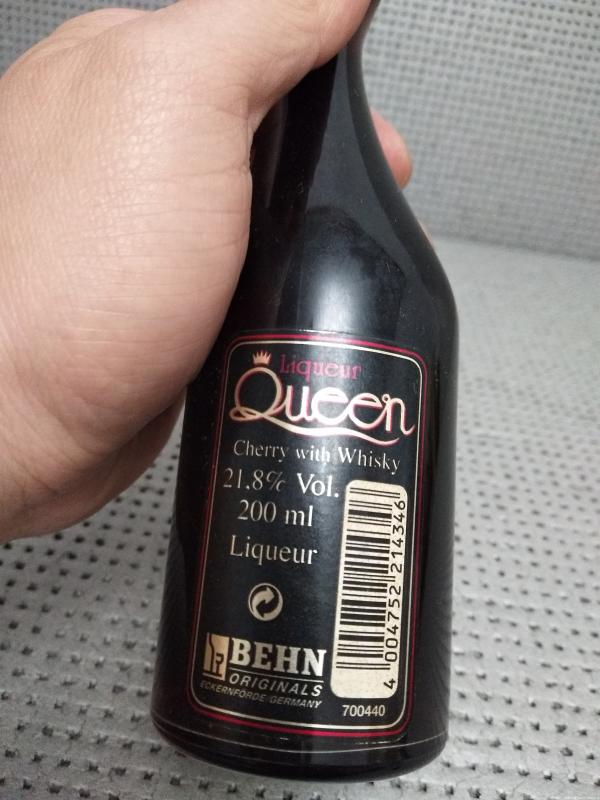 Liqueur
Queen
Cherry with Whisky
21.8% Vol.
200 ml
Liqueur
BEHN
ORIGINALS
ECKERNFÖRDE/GERMANY
4 004752 214346
700440